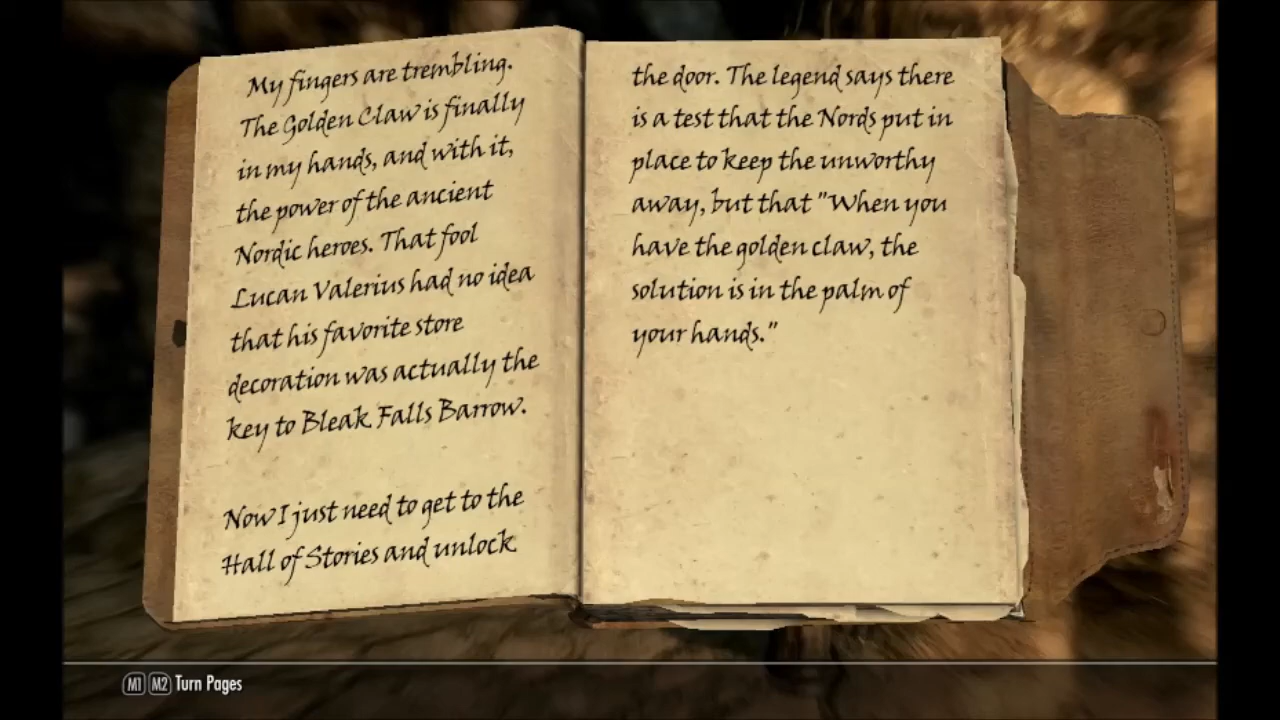 My fingers are trembling.
The Golden Claw is finally
in my hands, and with it,
the power of the ancient
Nordic heroes. That fool
Lucan Valerius had no idea
that his favorite store
decoration was actually the
key to Bleak Falls Barrow.
Now I just need to get to the
Hall of Stories and unlock
the door. The legend says there
is a test that the Nords put in
place to keep the unworthy
away, but that "When you
have the golden claw, the
solution is in the palm of
your hands."
M1 M2 Turn Pages